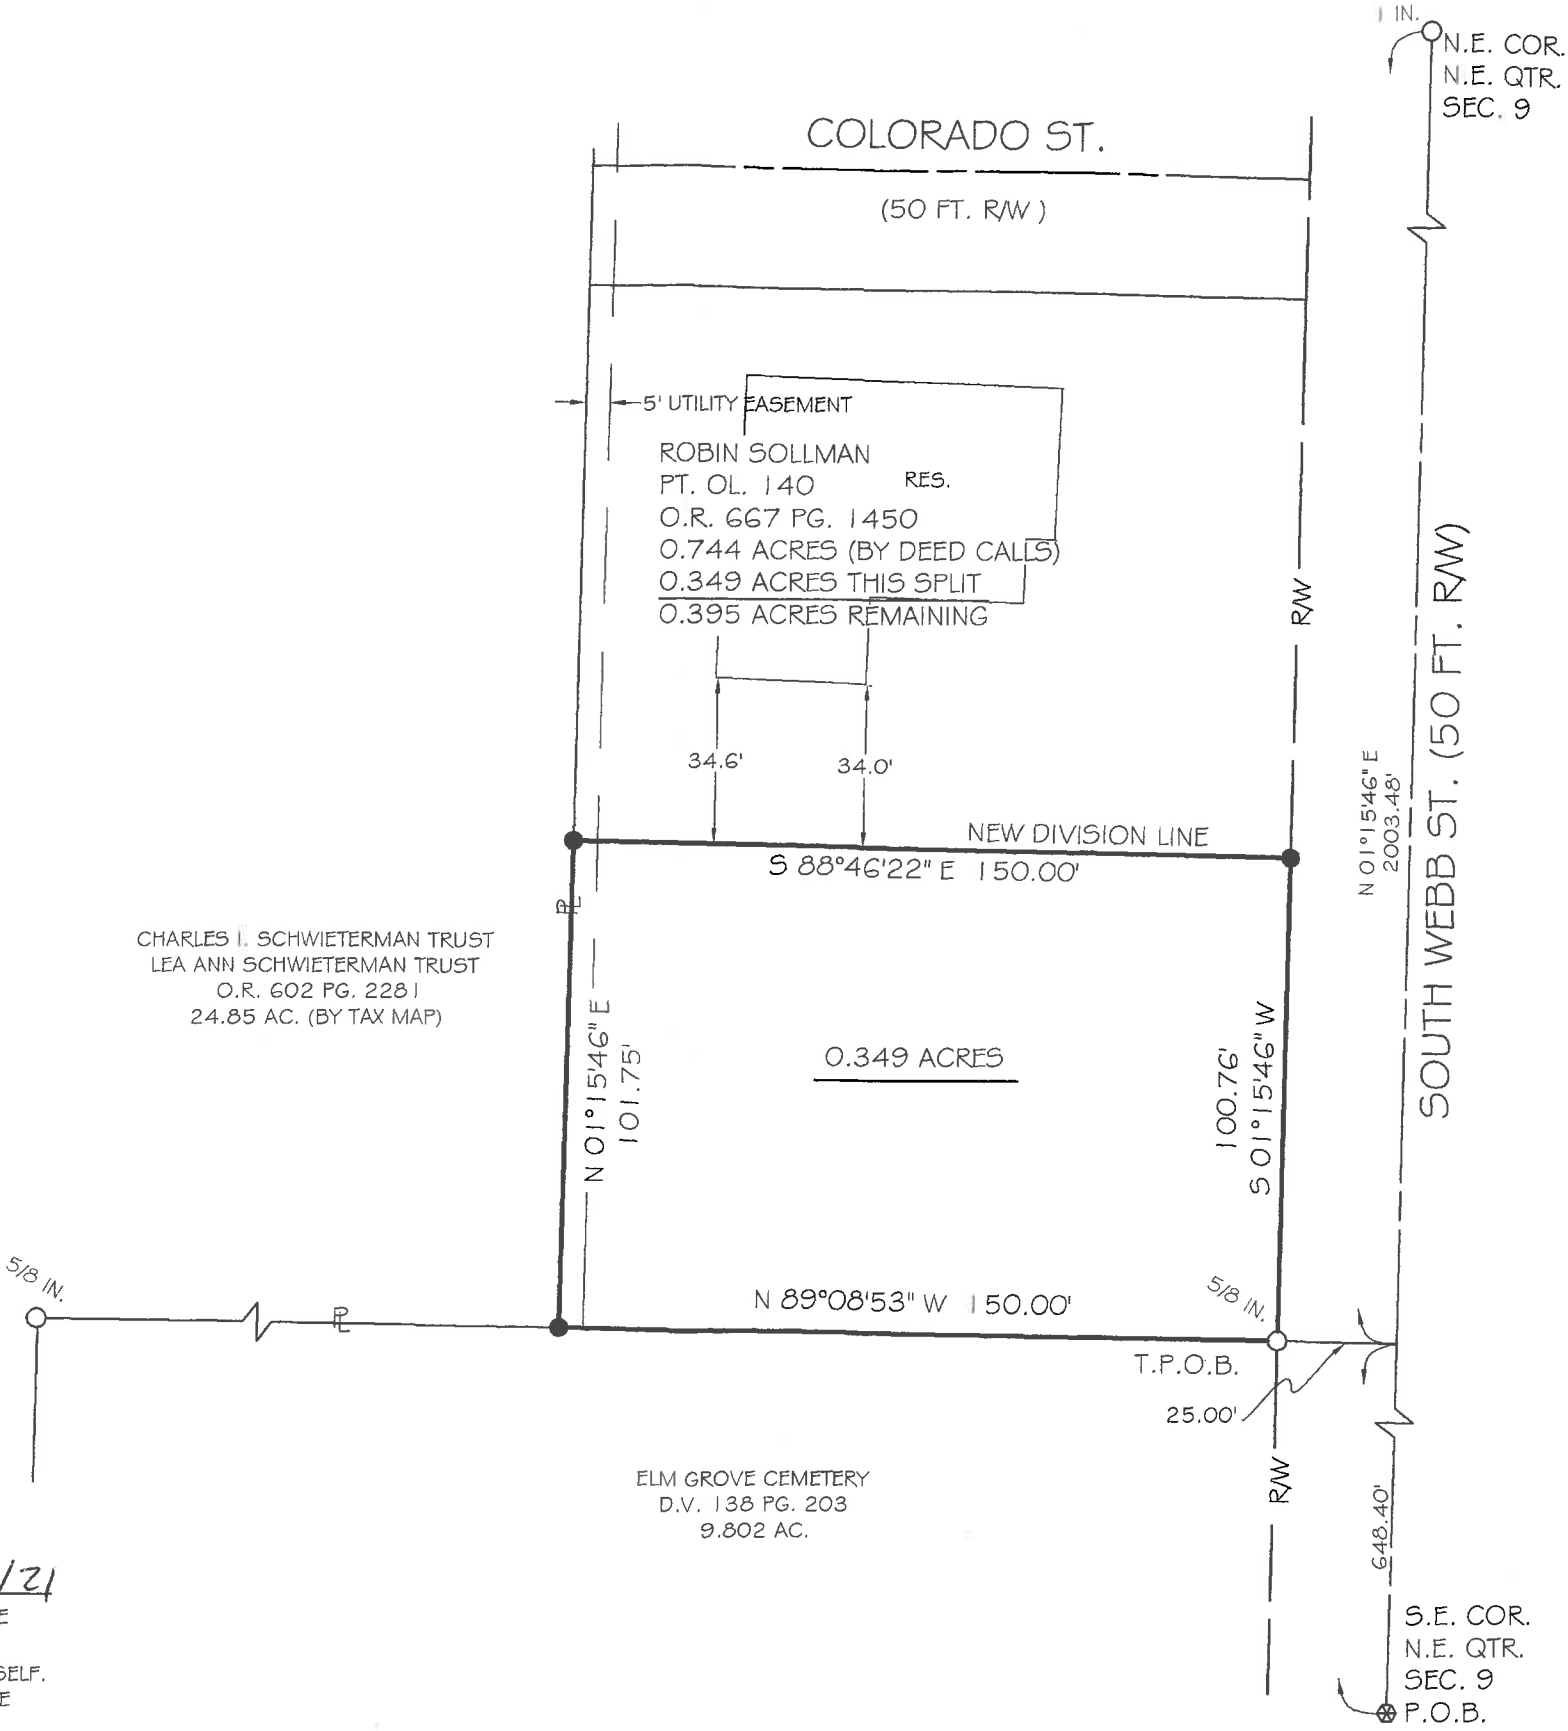 1 IN.
N.E. COR.
N.E. QTR.
SEC. 9
COLORADO ST.
(50 FT. R/W )
5' UTILITY EASEMENT
ROBIN SOLLMAN
PT. OL. 140
RES.
O.R. 667 PG. 1450
0.744 ACRES (BY DEED CALLS)
0.349 ACRES THIS SPLIT
0.395 ACRES REMAINING
R/W
SOUTH WEBB ST. (50 FT. R/W)
N 01°15'46" E
2003.48'
34.6'
34.0'
NEW DIVISION LINE
S 88°46'22" E 150.00'
PL
CHARLES I. SCHWIETERMAN TRUST
LEA ANN SCHWIETERMAN TRUST
O.R. 602 PG. 2281
24.85 AC. (BY TAX MAP)
N 01°15'46" E
101.75'
0.349 ACRES
100.76'
S 01°15'46" W
5/8 IN.
PL
N 89°08'53" W 150.00'
5/8 IN.
T.P.O.B.
25.00'
ELM GROVE CEMETERY
D.V. 138 PG. 203
9.802 AC.
R/W
648.40'
/21
E
SELF.
E
S.E. COR.
N.E. QTR.
SEC. 9
P.O.B.